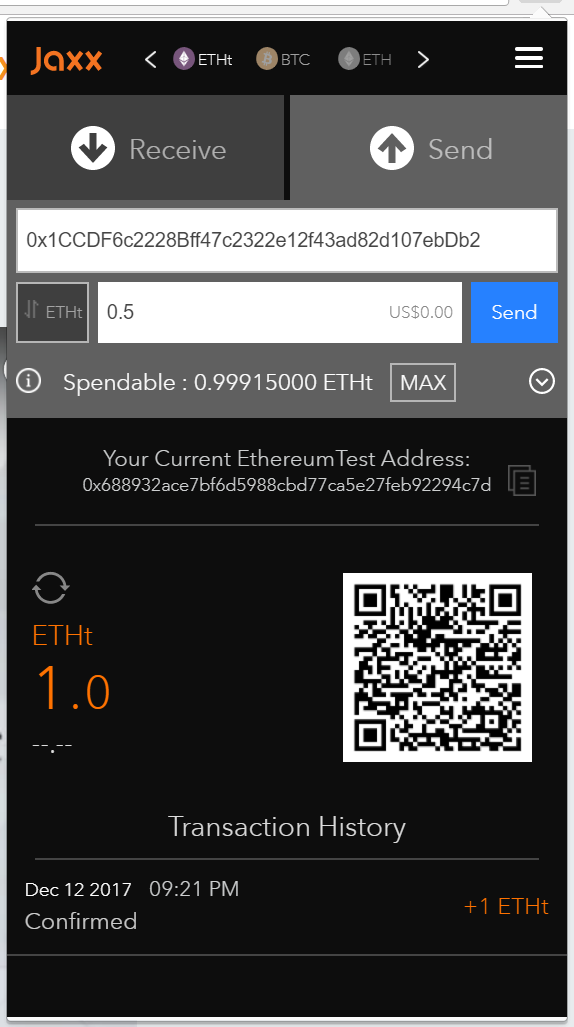 Jaxx
ETHt BTC ETH
Receive Send
0x1CCDF6c2228Bff47c2322e12f43ad82d107ebDb2
ETHt 0.5 US$0.00 Send
Spendable : 0.99915000 ETHt MAX
Your Current EthereumTest Address:
0x688932ace7bf6d5988cbd77ca5e27feb92294c7d
ETHt
1.0
--.--
Transaction History
Dec 12 2017 09:21 PM
Confirmed
+1 ETHt